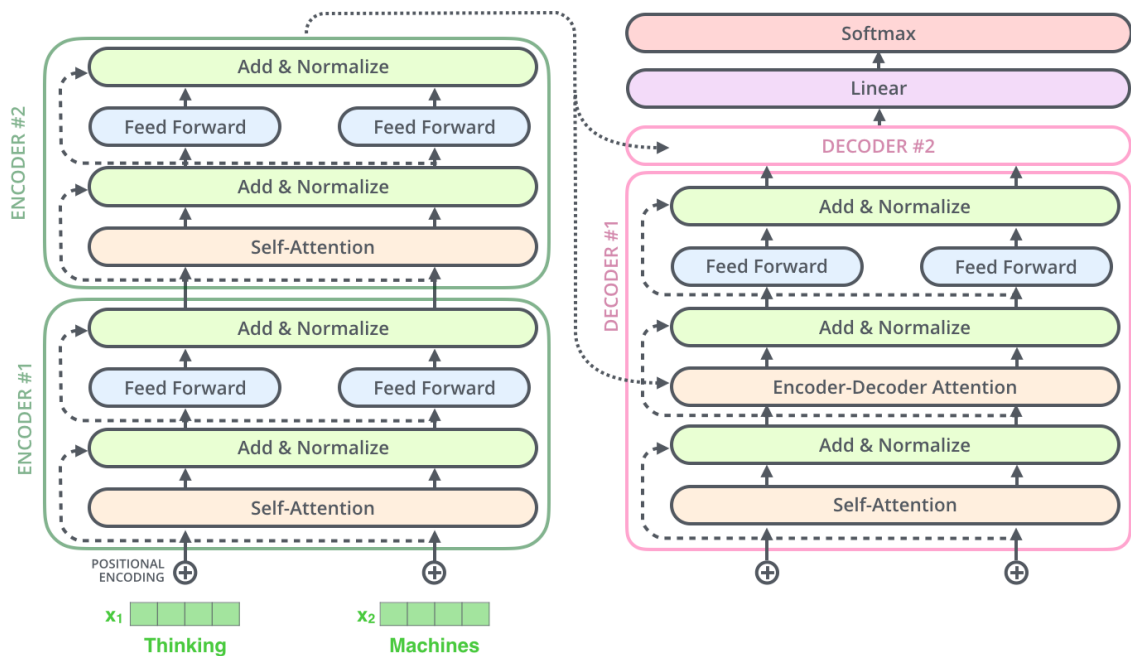 ENCODER #2
Add & Normalize
Feed Forward
Feed Forward
Add & Normalize
Self-Attention
ENCODER #1
Add & Normalize
Feed Forward
Feed Forward
Add & Normalize
Self-Attention
POSITIONAL
ENCODING
x1
x2
Thinking
Machines
Softmax
Linear
DECODER #2
DECODER #1
Add & Normalize
Feed Forward
Feed Forward
Add & Normalize
Encoder-Decoder Attention
Add & Normalize
Self-Attention